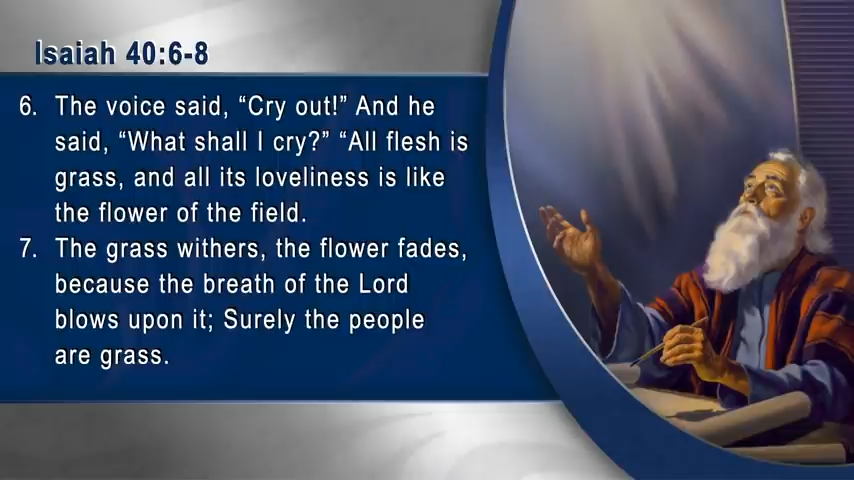 Isaiah 40:6-8
6. The voice said, “Cry out!” And he
said, “What shall I cry?” “All flesh is
grass, and all its loveliness is like
the flower of the field.
7. The grass withers, the flower fades,
because the breath of the Lord
blows upon it; Surely the people
are grass.